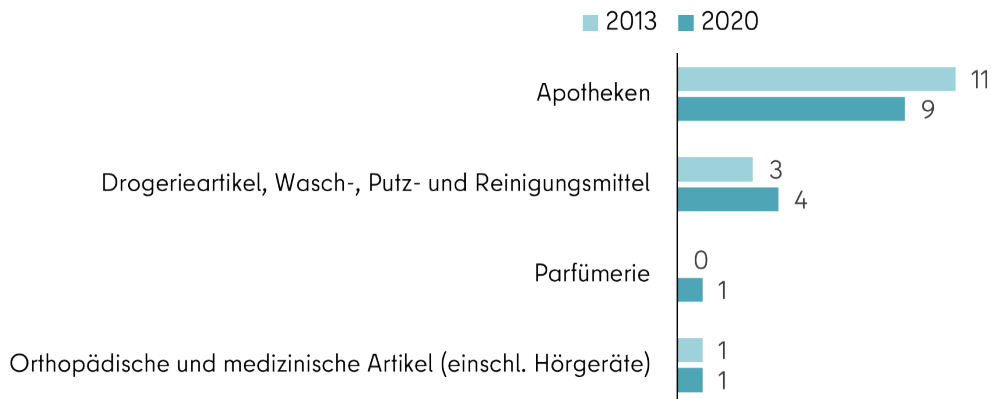 2013 2020
Apotheken 11
9
Drogerieartikel, Wasch-, Putz- und Reinigungsmittel 3
4
Parfümerie 0
1
Orthopädische und medizinische Artikel (einschl. Hörgeräte) 1
1